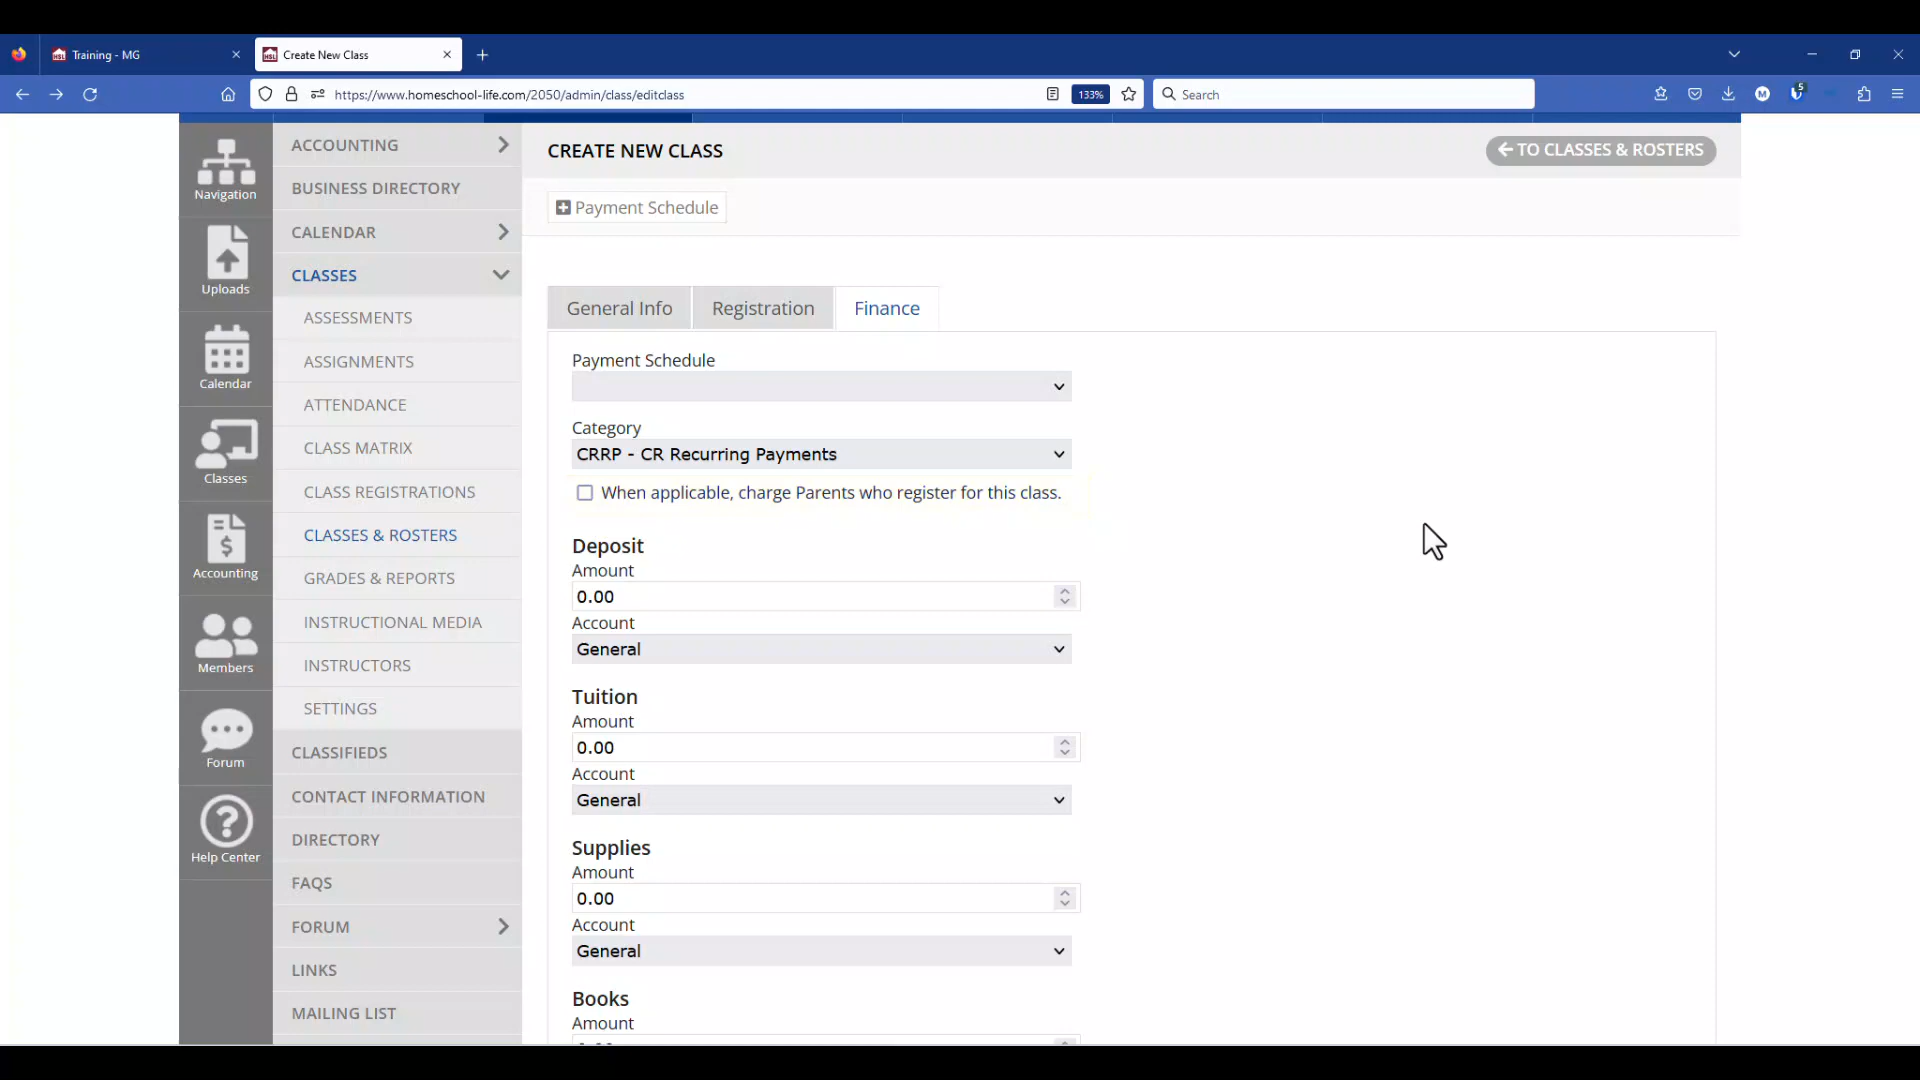 Training - MG
Create New Class
https://www.homeschool-life.com/2050/admin/class/editclass
133%
Search
M
5
Navigation
Uploads
Calendar
Classes
Accounting
Members
Forum
Help Center
ACCOUNTING
BUSINESS DIRECTORY
CALENDAR
CLASSES
ASSESSMENTS
ASSIGNMENTS
ATTENDANCE
CLASS MATRIX
CLASS REGISTRATIONS
CLASSES & ROSTERS
GRADES & REPORTS
INSTRUCTIONAL MEDIA
INSTRUCTORS
SETTINGS
CLASSIFIEDS
CONTACT INFORMATION
DIRECTORY
FAQS
FORUM
LINKS
MAILING LIST
CREATE NEW CLASS
TO CLASSES & ROSTERS
Payment Schedule
General Info
Registration
Finance
Payment Schedule
Category
CRRP - CR Recurring Payments
When applicable, charge Parents who register for this class.
Deposit
Amount
0.00
Account
General
Tuition
Amount
0.00
Account
General
Supplies
Amount
0.00
Account
General
Books
Amount